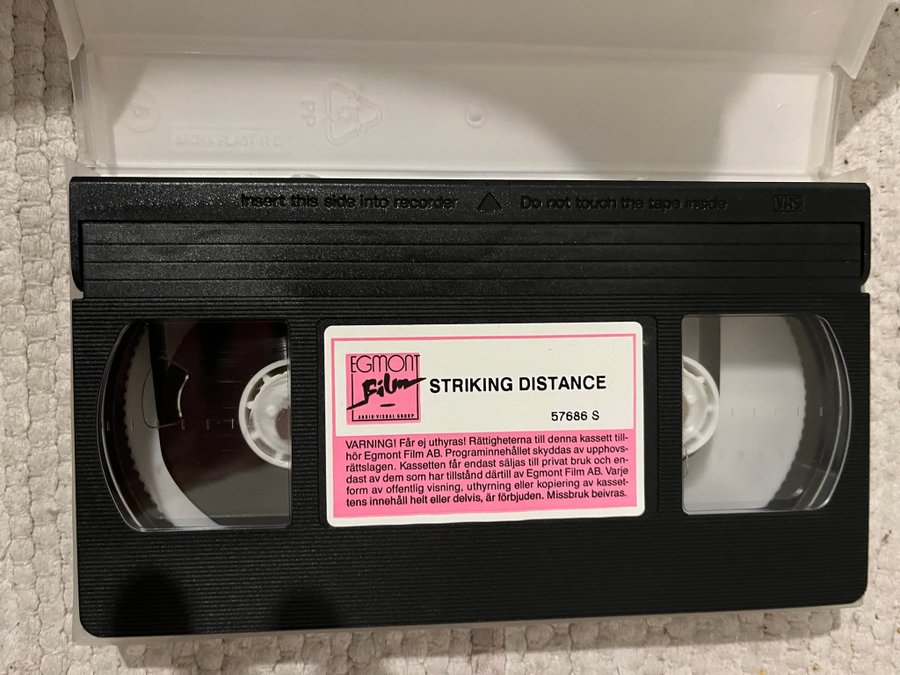 PP
Insert this side into recorder
Do not touch the tape inside
VHS
EGMONT
Film
AUDIO VISUAL GROUP
STRIKING DISTANCE
57686 S
VARNING! Får ej uthyras! Rättigheterna till denna kassett till-
hör Egmont Film AB. Programinnehållet skyddas av upphovs-
rättslagen. Kassetten får endast säljas till privat bruk och en-
dast av dem som har tillstånd därtill av Egmont Film AB. Varje
form av offentlig visning, uthyrning eller kopiering av kasset-
tens innehåll helt eller delvis, är förbjuden. Missbruk beivras.